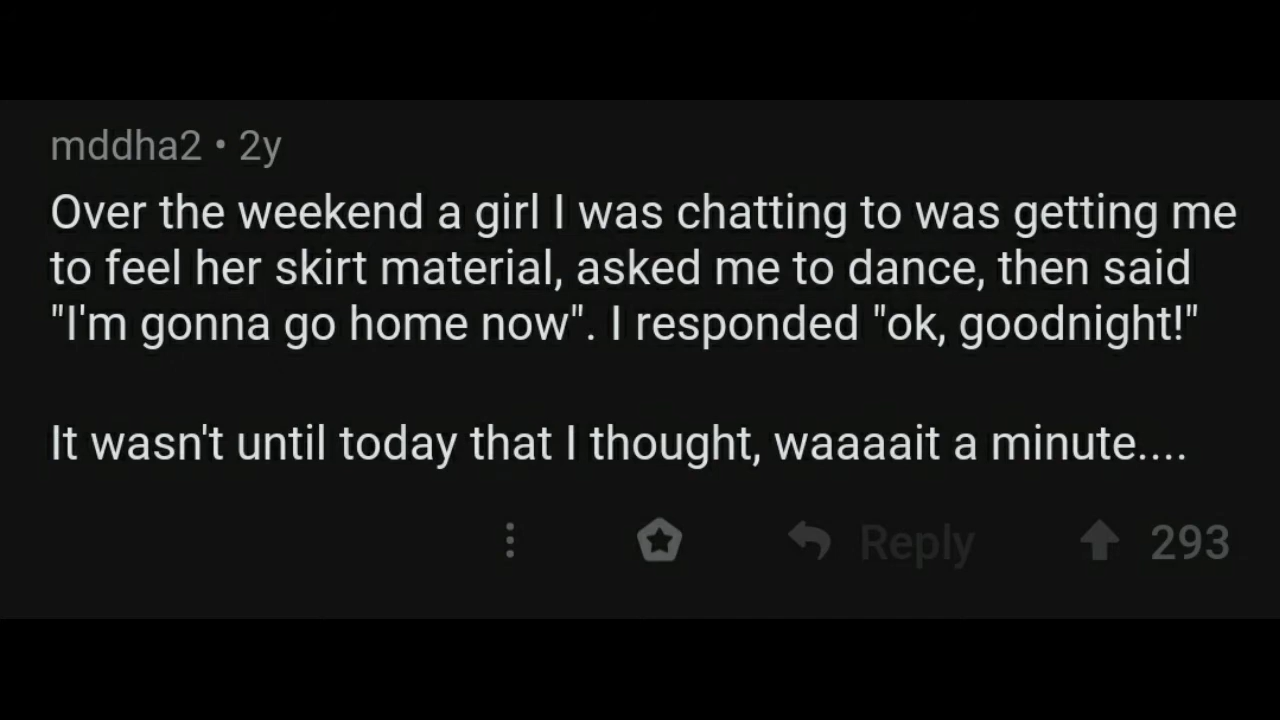 mddha2 • 2y
Over the weekend a girl I was chatting to was getting me
to feel her skirt material, asked me to dance, then said
"I'm gonna go home now". I responded "ok, goodnight!"
It wasn't until today that I thought, waaaait a minute....
Reply 293